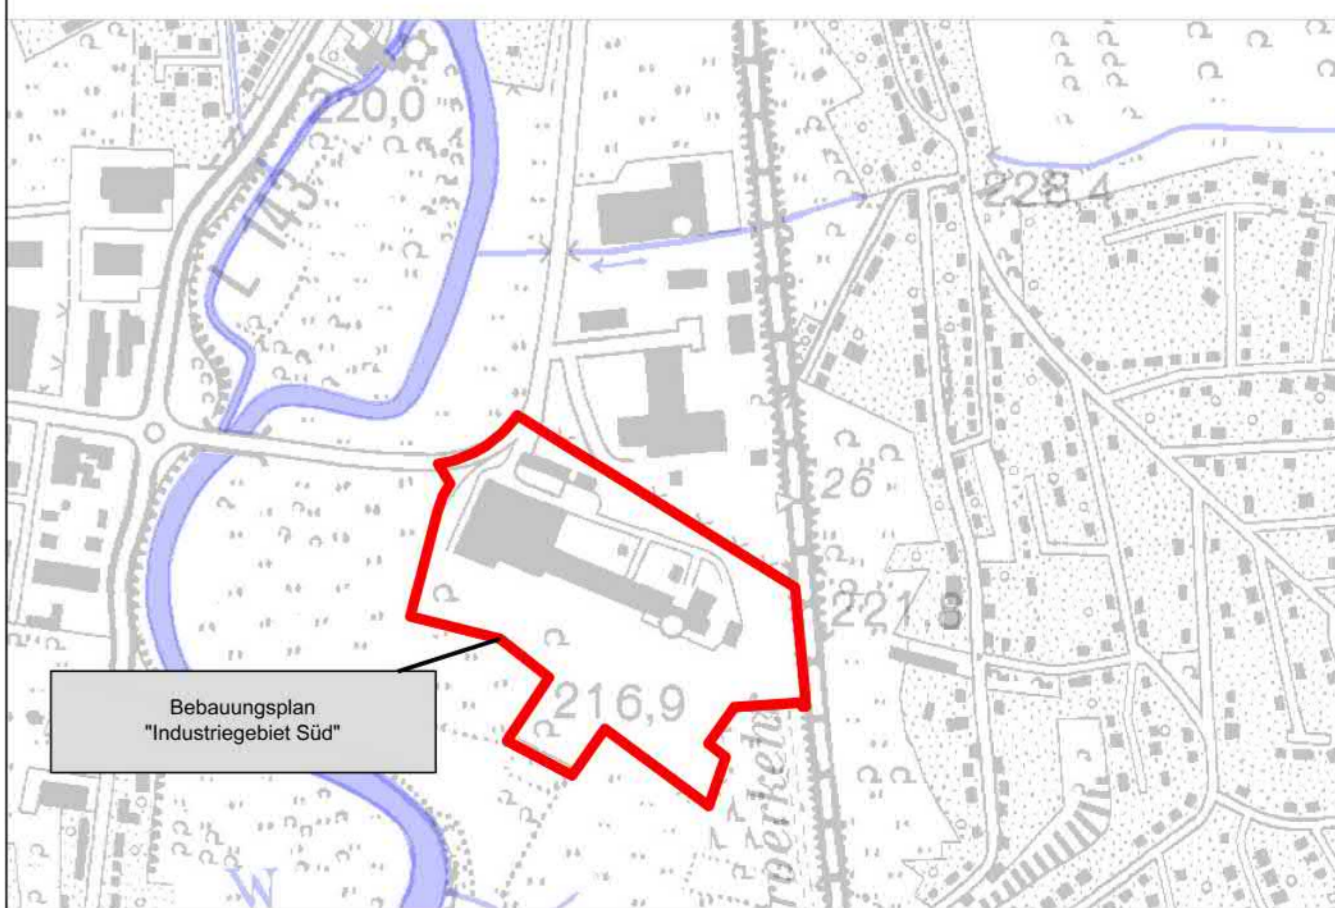 220,0
L 143
228,4
26
221,8
Bebauungsplan
"Industriegebiet Süd"
216,9
W